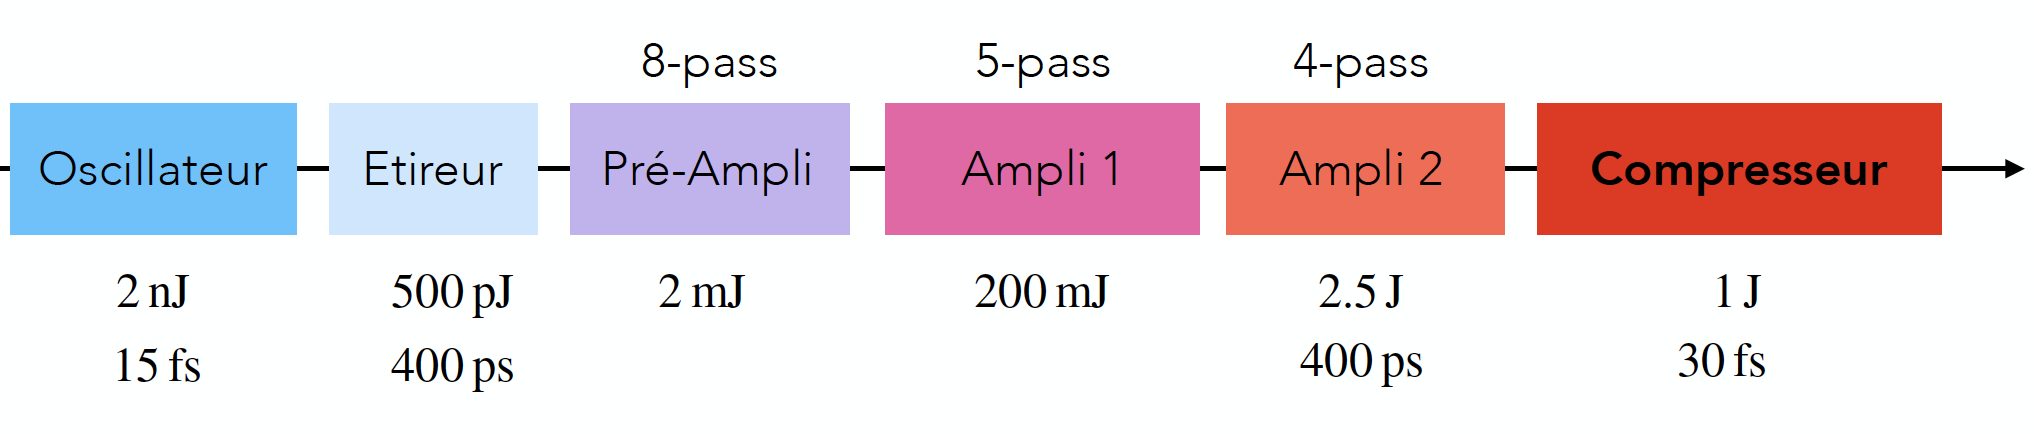 8-pass 5-pass 4-pass
Oscillateur Etireur Pré-Ampli Ampli 1 Ampli 2 Compresseur
2 nJ 500 pJ 2 mJ 200 mJ 2.5 J 1 J
15 fs 400 ps 400 ps 30 fs